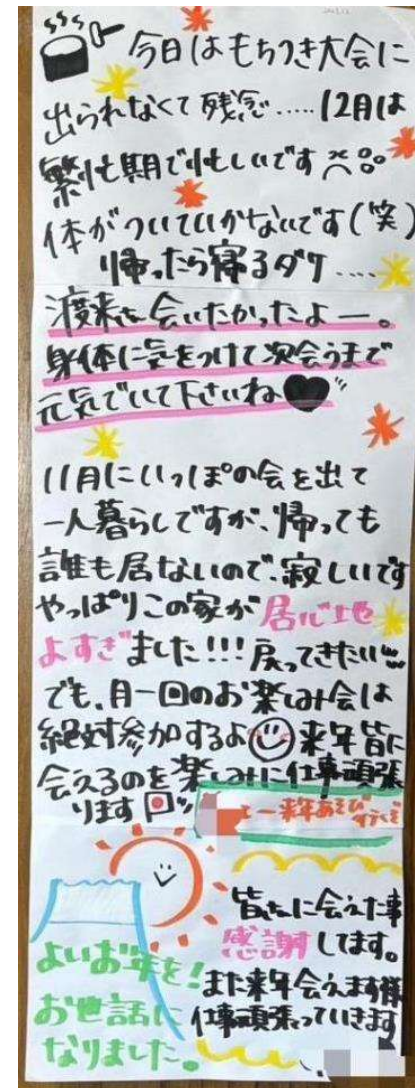 今日はもちつき大会に
出られなくて残念.....12月は
繁忙期で忙しいです
体がついていかないです(笑)
帰ったら寝るダケ....
会いたかったよー。
身体に気をつけて次会うまで
元気でいて下さいね
11月にいっぽの会を出て
一人暮らしですが、帰っても
誰も居ないので、寂しいです
やっぱりこの家が居心地
よすぎました!!!戻ってきたい
でも、月一回のお楽しみ会は
絶対参加するよ 来年皆に
会えるのを楽しみに仕事頑張
ります
来年あそび行くぞ
皆んなに会えた事
感謝してます。
また来年会えます様
仕事頑張っていきます
よいお年を!
お世話に
なりました。